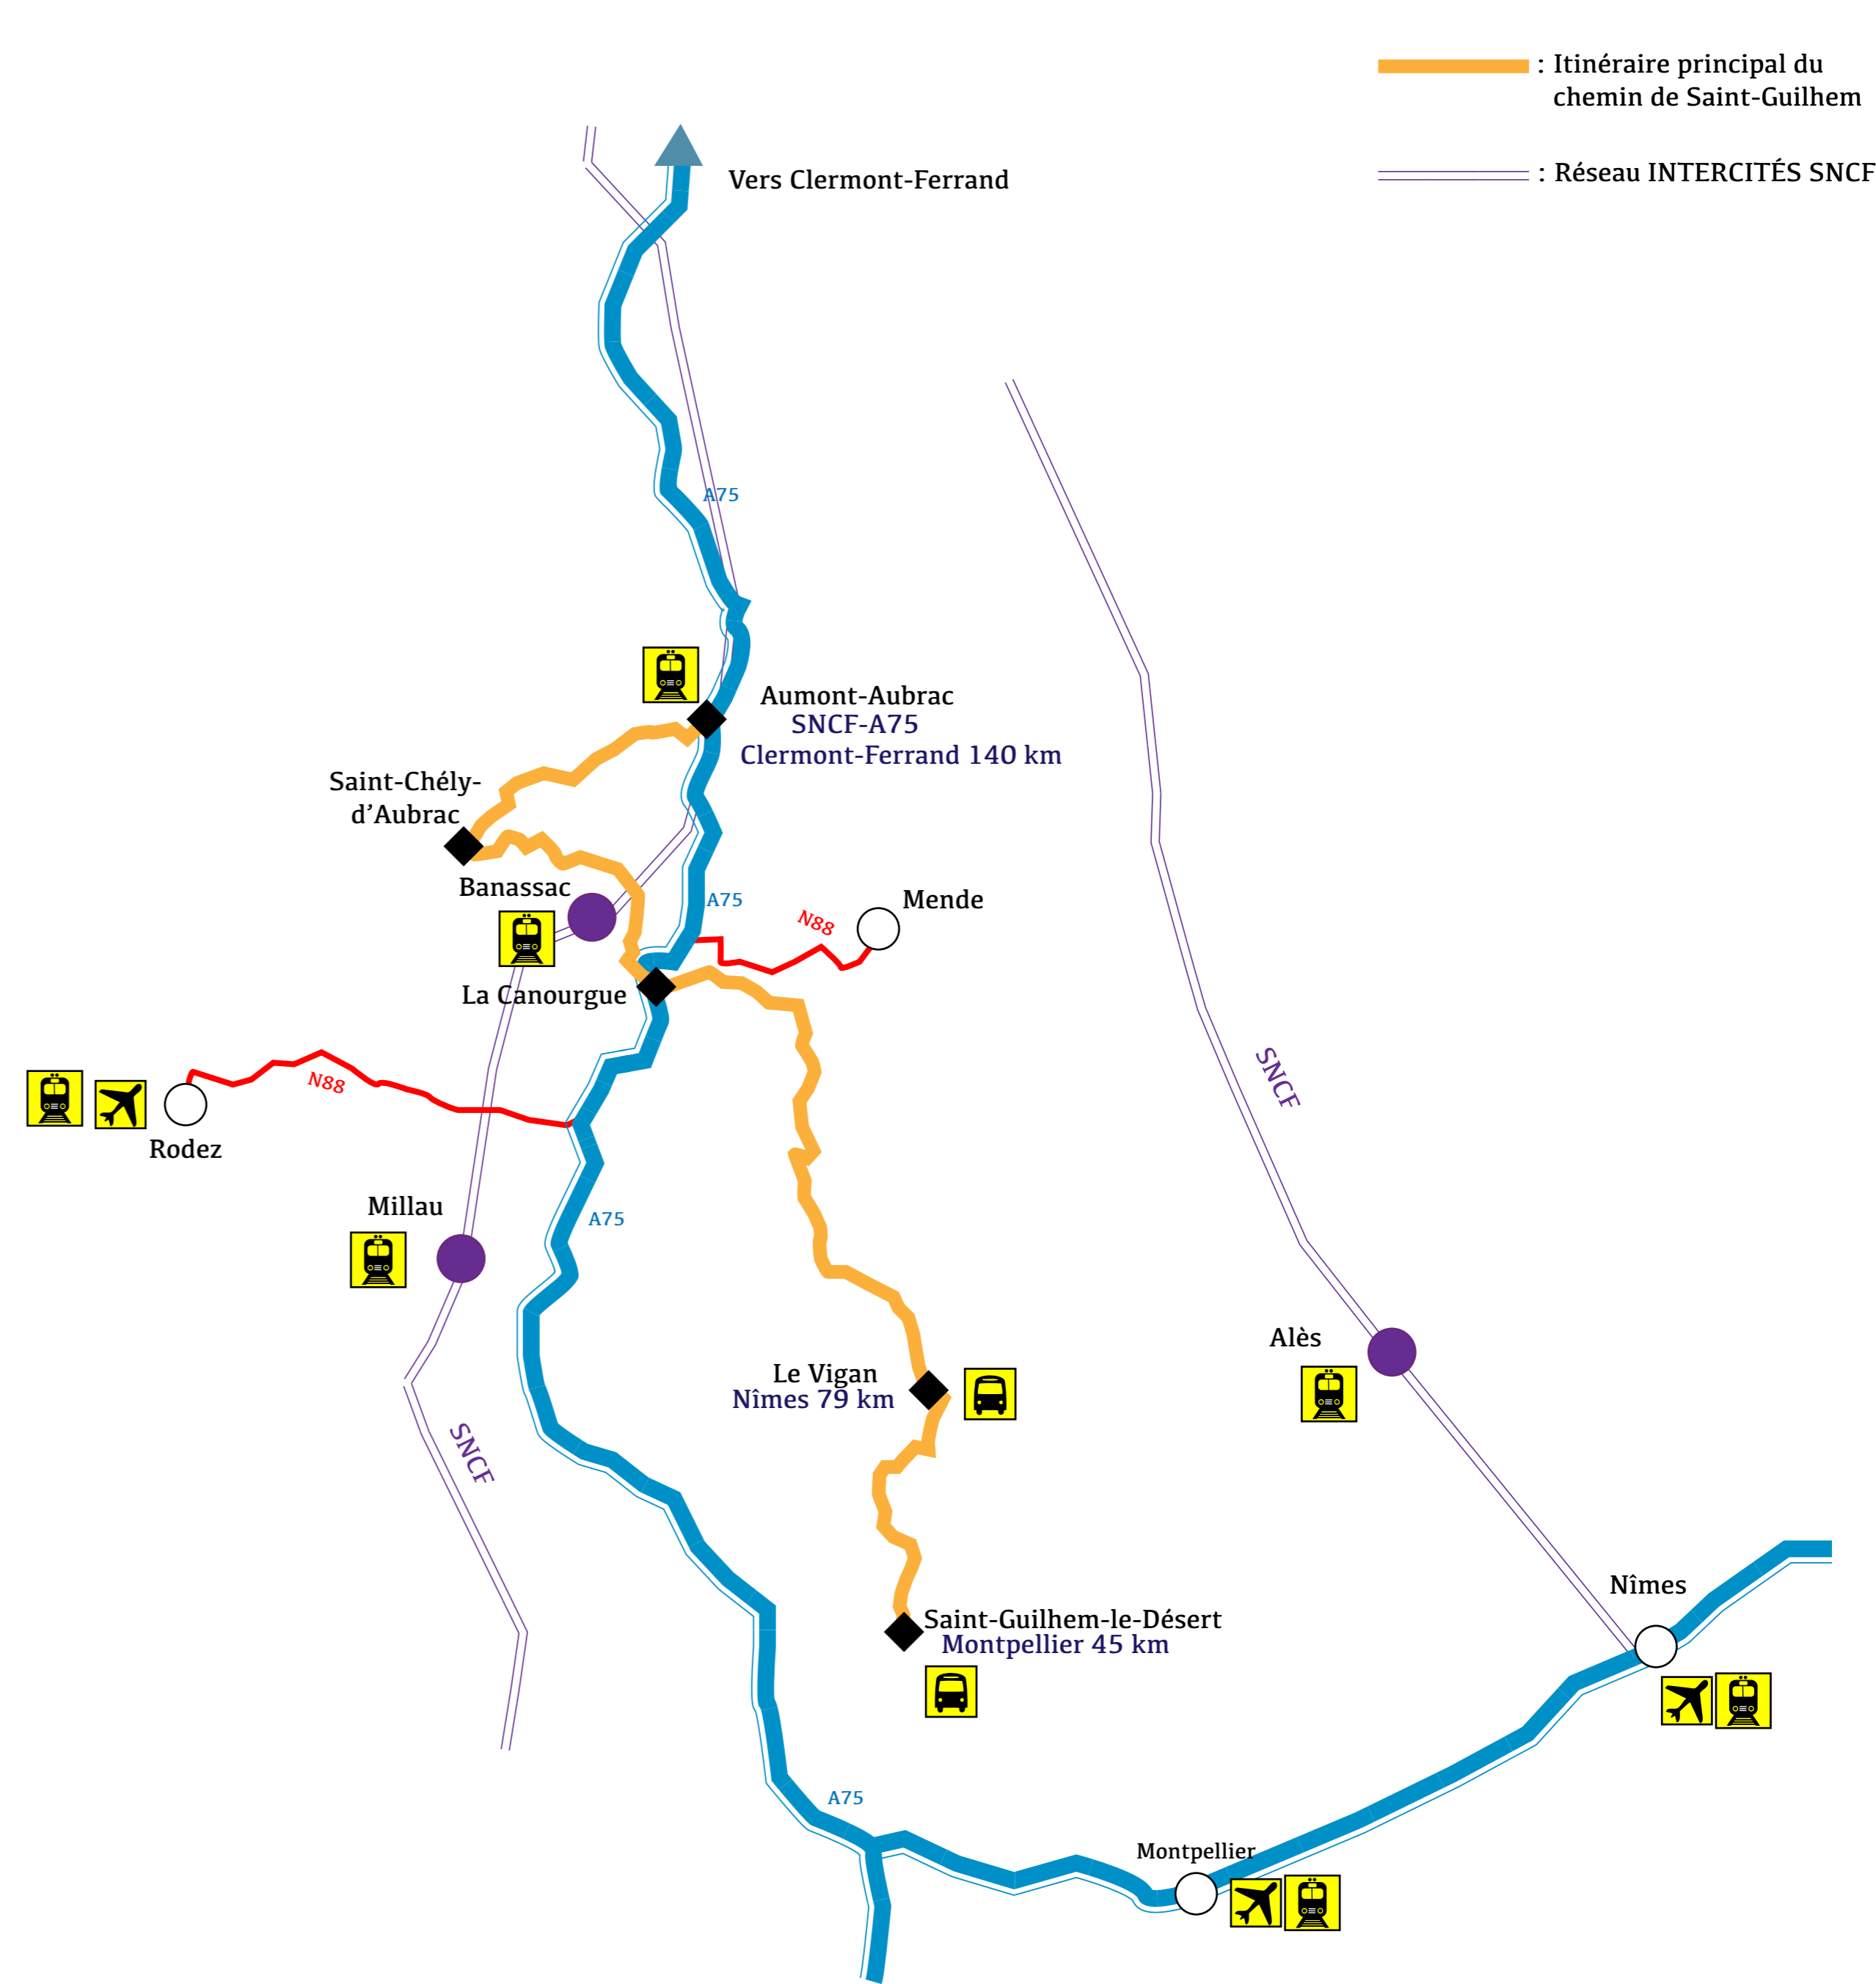 : Itinéraire principal du
chemin de Saint-Guilhem
: Réseau INTERCITÉS SNCF
Vers Clermont-Ferrand
A75
Aumont-Aubrac
SNCF-A75
Clermont-Ferrand 140 km
Saint-Chély-
d'Aubrac
Banassac
A75
Mende
N88
La Canourgue
SNCF
N88
Rodez
Millau
A75
Alès
Le Vigan
Nîmes 79 km
SNCF
Nîmes
Saint-Guilhem-le-Désert
Montpellier 45 km
A75
Montpellier